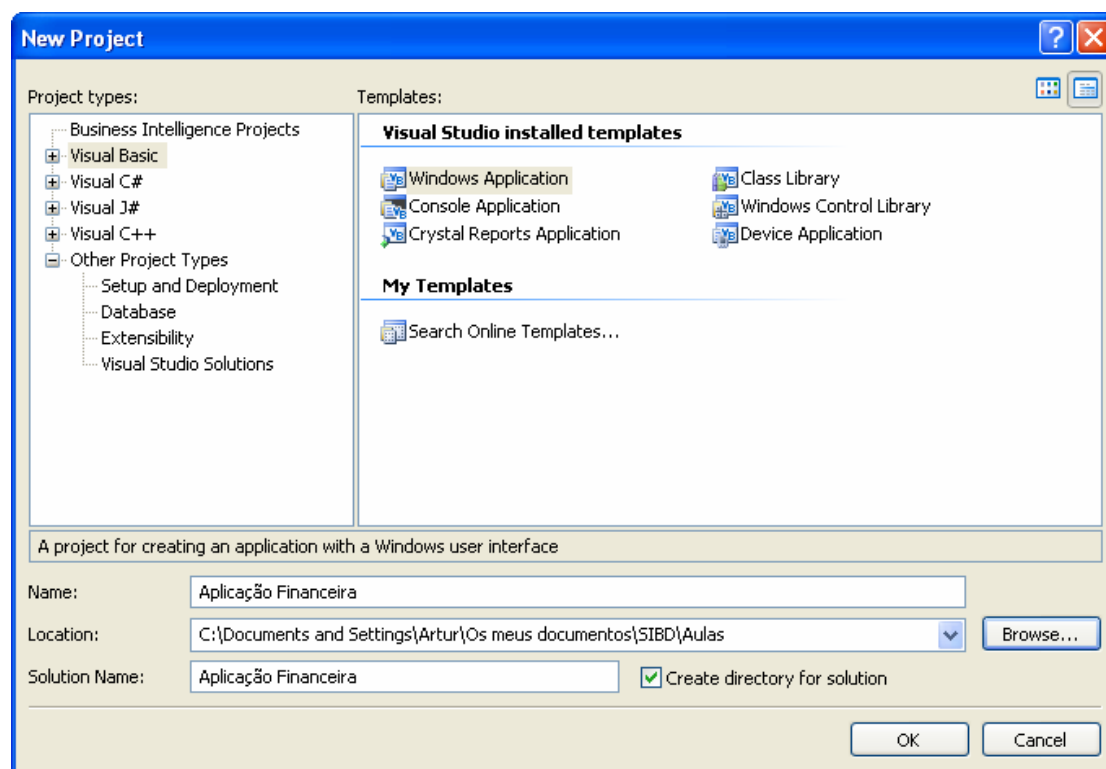 New Project
Project types:
Templates:
Business Intelligence Projects
Visual Basic
Visual C#
Visual J#
Visual C++
Other Project Types
Setup and Deployment
Database
Extensibility
Visual Studio Solutions
Visual Studio installed templates
Windows Application
Class Library
Console Application
Windows Control Library
Crystal Reports Application
Device Application
My Templates
Search Online Templates...
A project for creating an application with a Windows user interface
Name:
Aplicação Financeira
Location:
C:\Documents and Settings\Artur\Os meus documentos\SIBD\Aulas
Browse...
Solution Name:
Aplicação Financeira
Create directory for solution
OK
Cancel